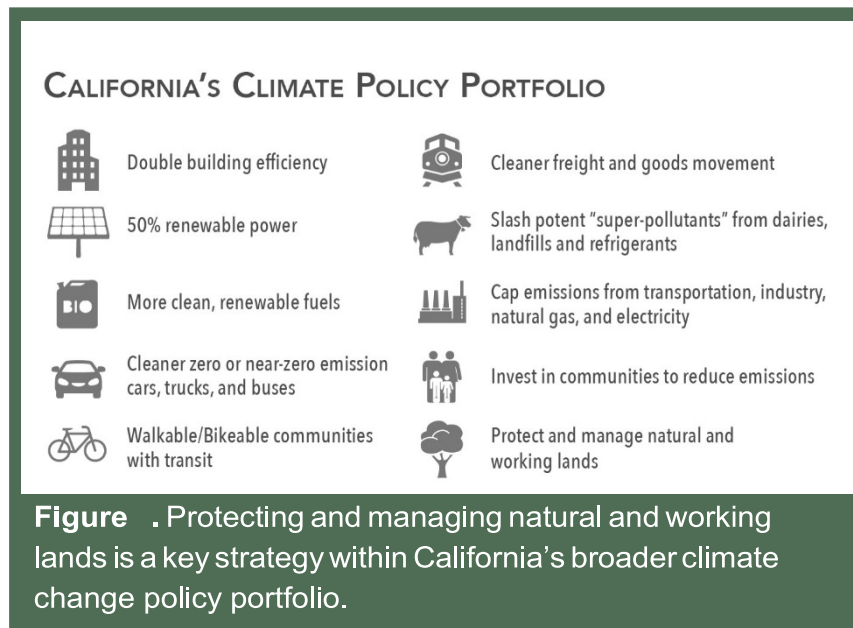 CALIFORNIA'S CLIMATE POLICY PORTFOLIO
Double building efficiency
50% renewable power
BIO
More clean, renewable fuels
Cleaner zero or near-zero emission
cars, trucks, and buses
Walkable/Bikeable communities
with transit
Cleaner freight and goods movement
Slash potent “super-pollutants” from dairies,
landfills and refrigerants
Cap emissions from transportation, industry,
natural gas, and electricity
Invest in communities to reduce emissions
Protect and manage natural and
working lands
Figure . Protecting and managing natural and working
lands is a key strategy within California’s broader climate
change policy portfolio.